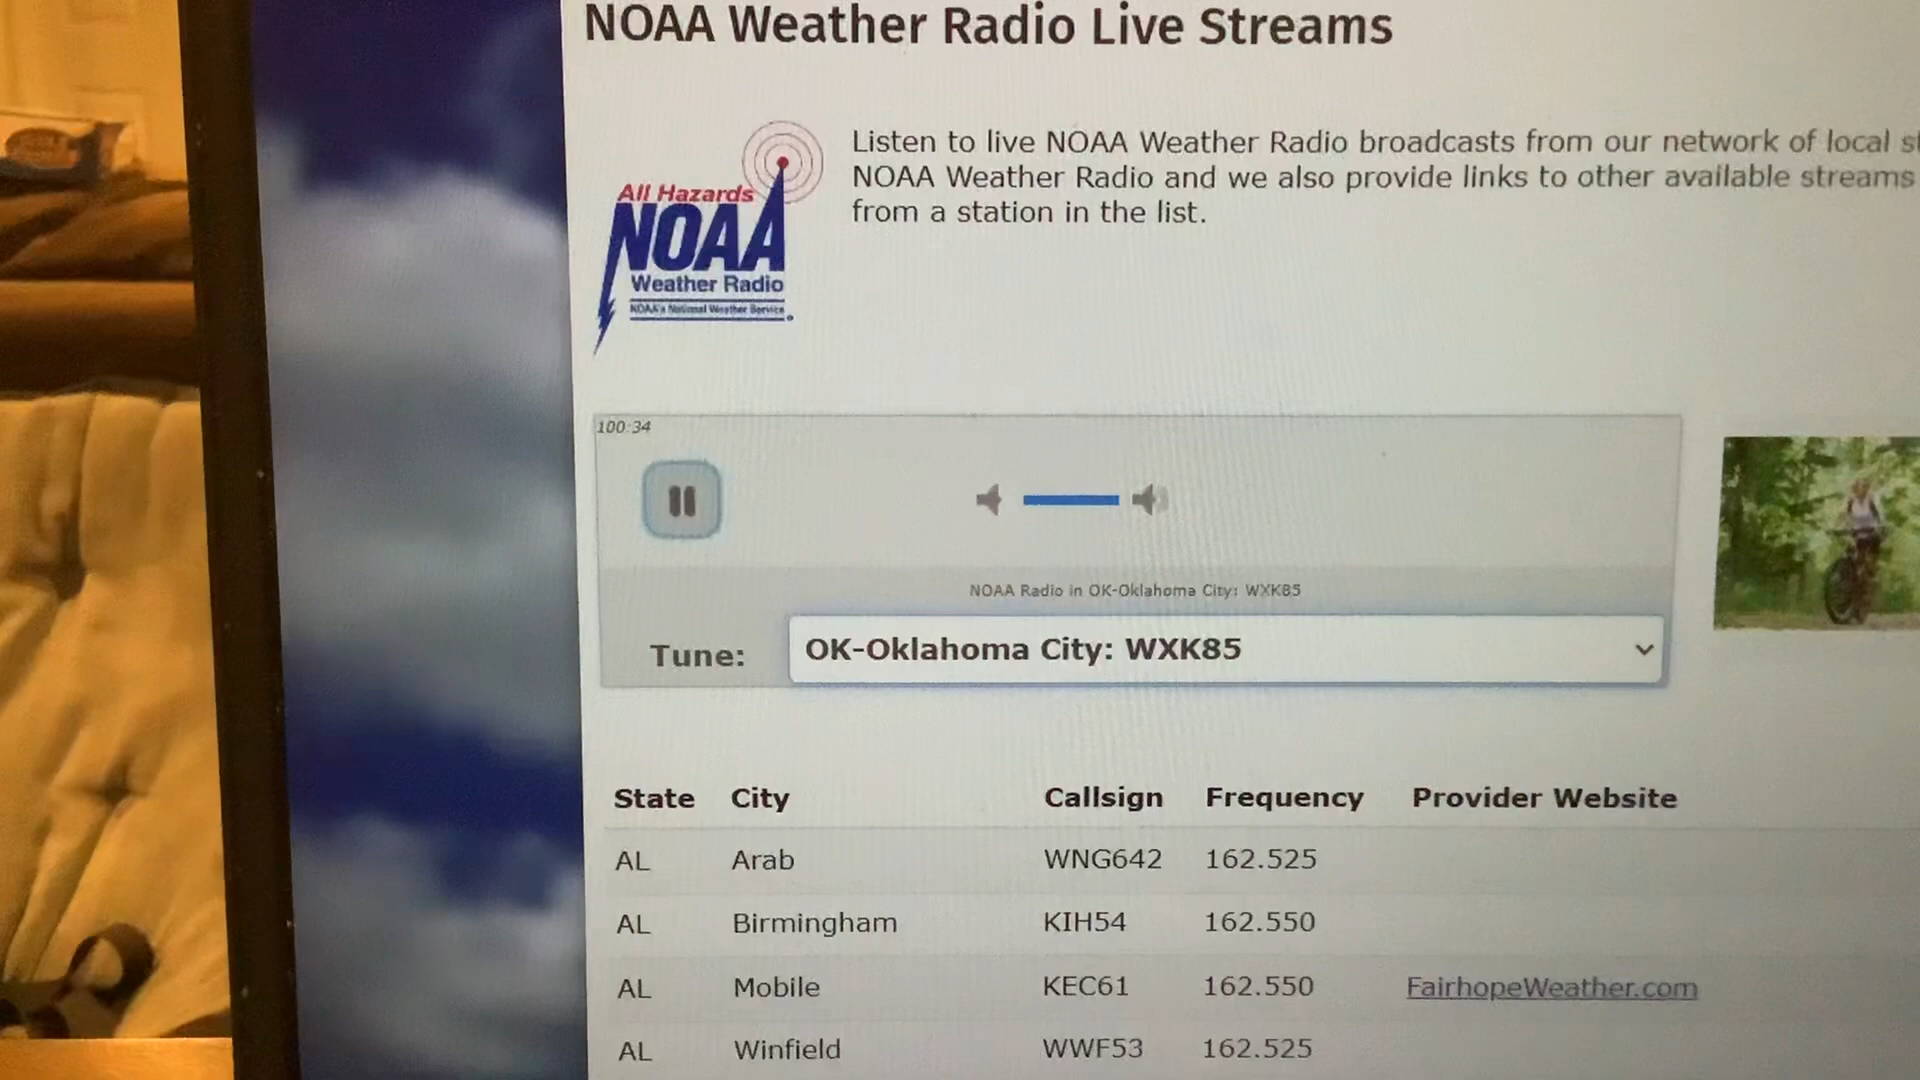 NOAA Weather Radio Live Streams
All Hazards
NOAA
Weather Radio
NOAA's National Weather Service
Listen to live NOAA Weather Radio broadcasts from our network of local
NOAA Weather Radio and we also provide links to other available streams
from a station in the list.
100:34
NOAA Radio in OK-Oklahoma City: WXK85
Tune: OK-Oklahoma City: WXK85
State City Callsign Frequency Provider Website
AL Arab WNG642 162.525
AL Birmingham KIH54 162.550
AL Mobile KEC61 162.550 FairhopeWeather.com
AL Winfield WWF53 162.525